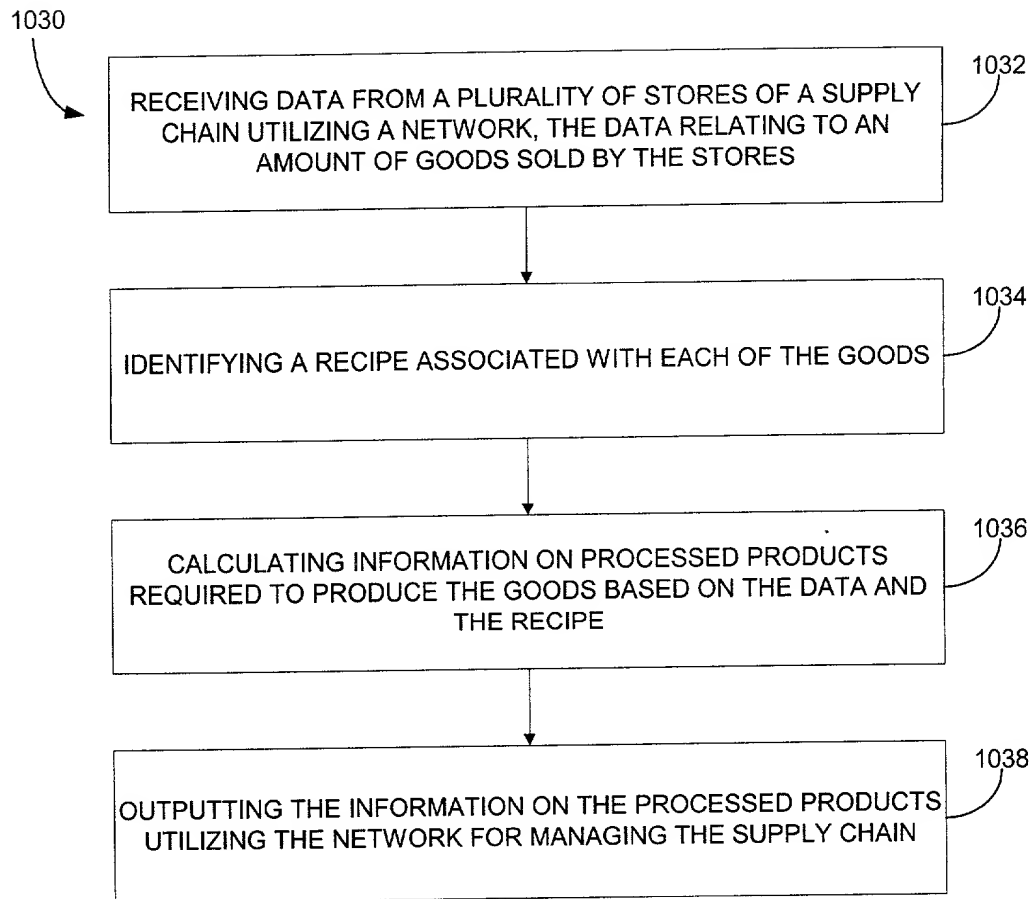 1030
1032
RECEIVING DATA FROM A PLURALITY OF STORES OF A SUPPLY
CHAIN UTILIZING A NETWORK, THE DATA RELATING TO AN
AMOUNT OF GOODS SOLD BY THE STORES
1034
IDENTIFYING A RECIPE ASSOCIATED WITH EACH OF THE GOODS
1036
CALCULATING INFORMATION ON PROCESSED PRODUCTS
REQUIRED TO PRODUCE THE GOODS BASED ON THE DATA AND
THE RECIPE
1038
OUTPUTTING THE INFORMATION ON THE PROCESSED PRODUCTS
UTILIZING THE NETWORK FOR MANAGING THE SUPPLY CHAIN